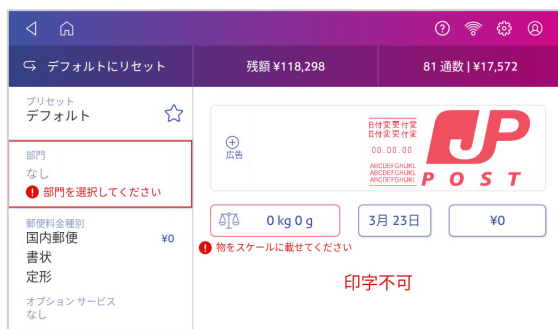 デフォルトにリセット
残額 ¥118,298
81 通数 | ¥17,572
プリセット
デフォルト
部門
なし
部門を選択してください
郵便料金種別
国内郵便 ¥0
書状
定形
オプション サービス
なし
広告
日付変更付変
日付変更付変
00.00.00
ABCDEFGHIJKL
ABCDEFGHIJKL
ABCDEFGHIJKL
JP
POST
0 kg 0 g
3月 23日
¥0
物をスケールに載せてください
印字不可